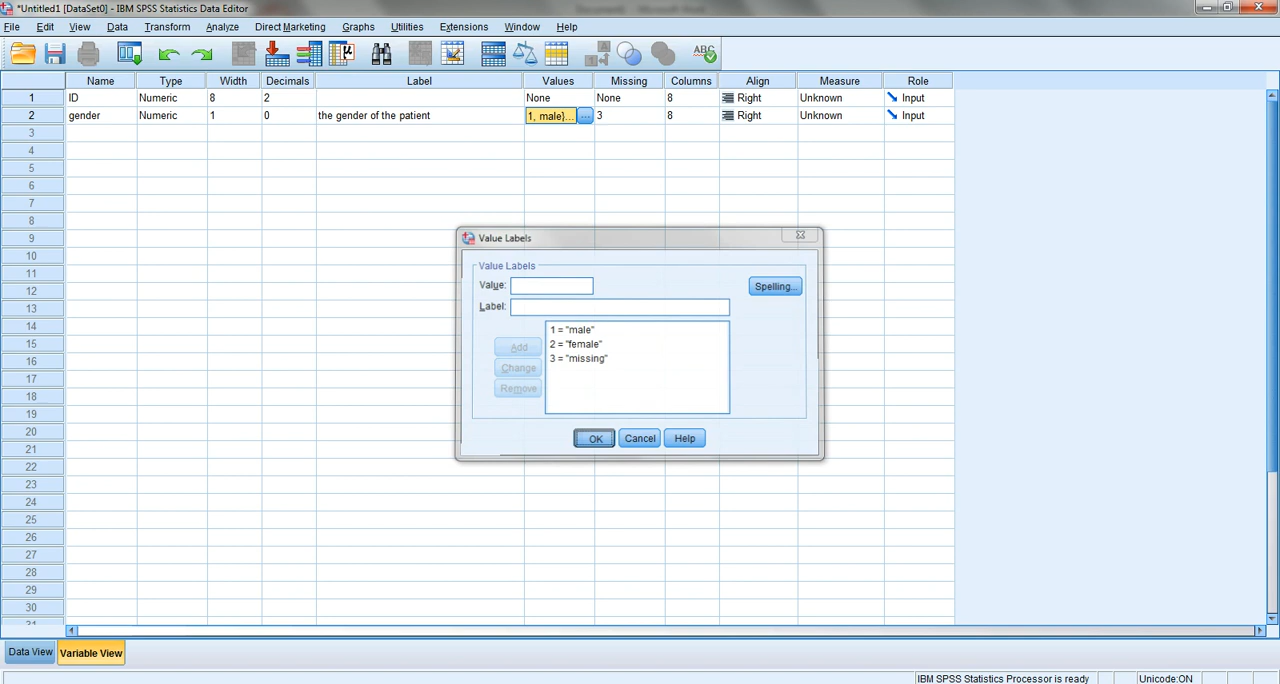 *Untitled1 [DataSet0] - IBM SPSS Statistics Data Editor
File Edit View Data Transform Analyze Direct Marketing Graphs Utilities Extensions Window Help
Name Type Width Decimals Label Values Missing Columns Align Measure Role
1 ID Numeric 8 2 None None 8 Right Unknown Input
2 gender Numeric 1 0 the gender of the patient 1, male}... ... 3 8 Right Unknown Input
3
4
5
6
7
8
9
10
11
12
13
14
15
16
17
18
19
20
21
22
23
24
25
26
27
28
29
30
31
Value Labels
Value Labels
Value:
Spelling...
Label:
1 = "male"
2 = "female"
3 = "missing"
Add
Change
Remove
OK Cancel Help
Data View Variable View
IBM SPSS Statistics Processor is ready Unicode:ON